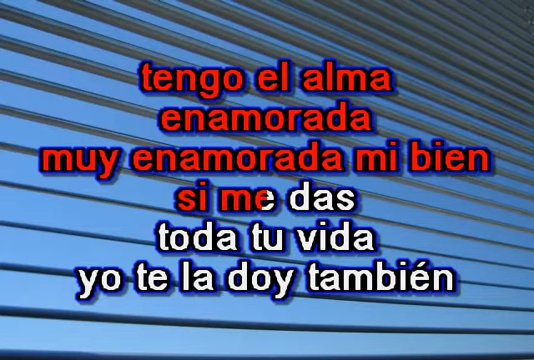 tengo el alma
enamorada
muy enamorada mi bien
si me das
toda tu vida
yo te la doy también